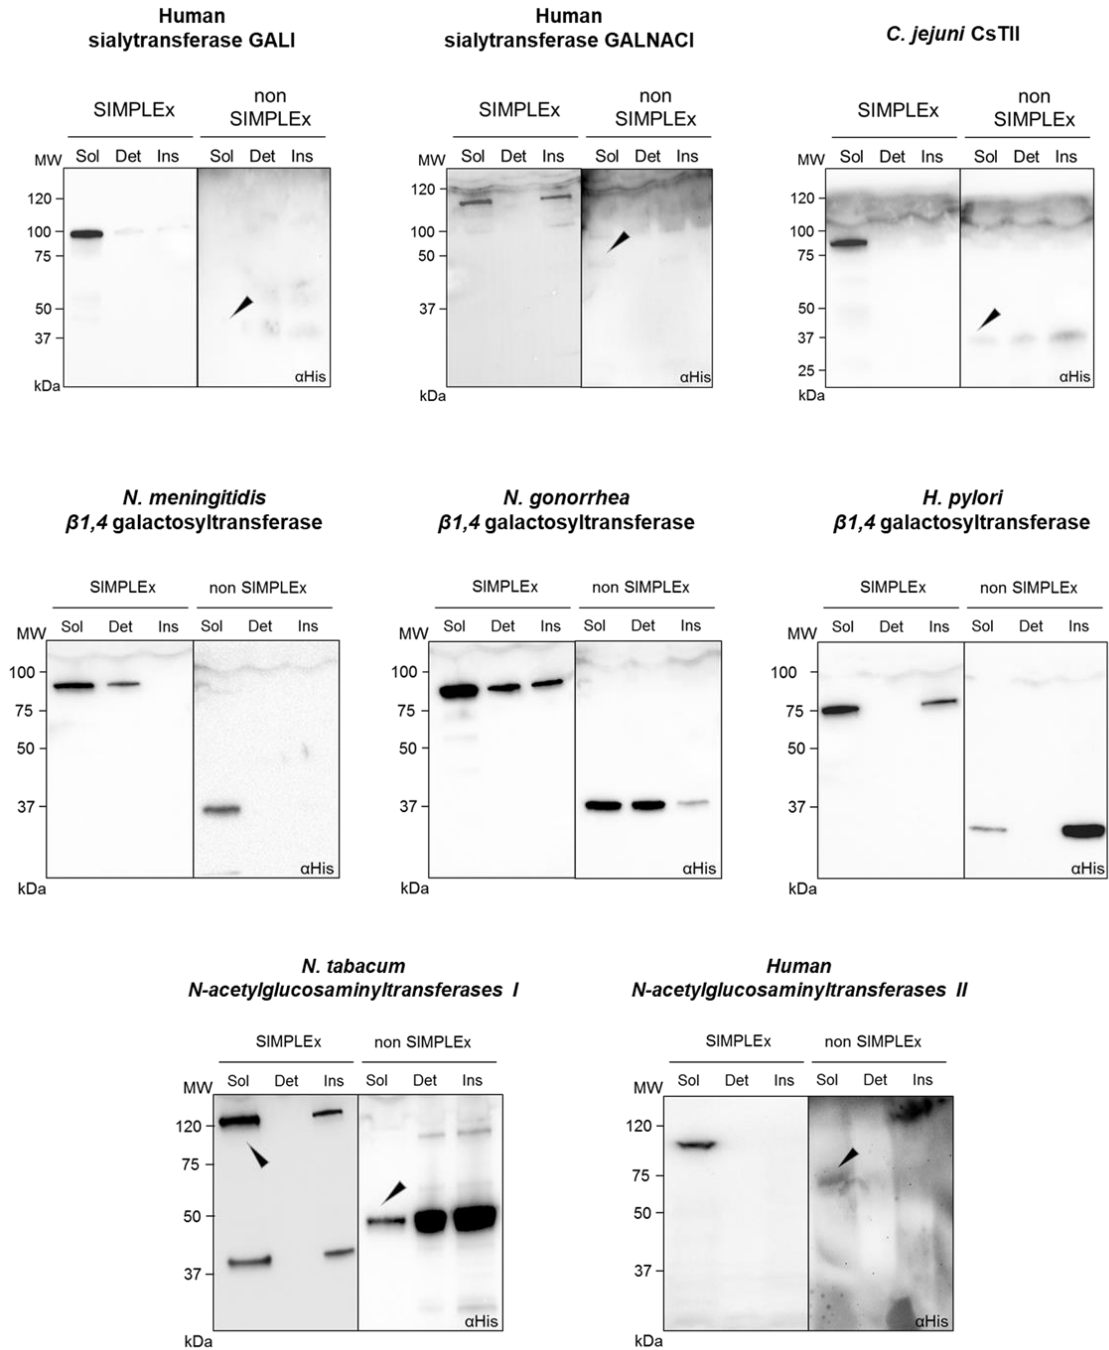 Human
sialytransferase GALI
SIMPLEx
non
SIMPLEx
MW
Sol Det Ins
Sol Det Ins
120
100
75
50
37
kDa
αHis
Human
sialytransferase GALNACI
SIMPLEx
non
SIMPLEx
MW
Sol Det Ins
Sol Det Ins
120
100
50
37
kDa
αHis
C. jejuni CsTII
SIMPLEx
non
SIMPLEx
MW
Sol Det Ins
Sol Det Ins
120
100
75
50
37
25
kDa
αHis
N. meningitidis
β1,4 galactosyltransferase
SIMPLEx
non SIMPLEx
MW
Sol Det Ins
Sol Det Ins
100
75
50
37
kDa
αHis
N. gonorrhea
β1,4 galactosyltransferase
SIMPLEx
non SIMPLEx
MW
Sol Det Ins
Sol Det Ins
100
75
50
37
kDa
αHis
H. pylori
β1,4 galactosyltransferase
SIMPLEx
non SIMPLEx
MW
Sol Det Ins
Sol Det Ins
100
75
50
37
kDa
αHis
N. tabacum
N-acetylglucosaminyltransferases I
SIMPLEx
non SIMPLEx
MW
Sol Det Ins
Sol Det Ins
120
75
50
37
kDa
αHis
Human
N-acetylglucosaminyltransferases II
SIMPLEx
non SIMPLEx
MW
Sol Det Ins
Sol Det Ins
120
75
50
37
kDa
αHis